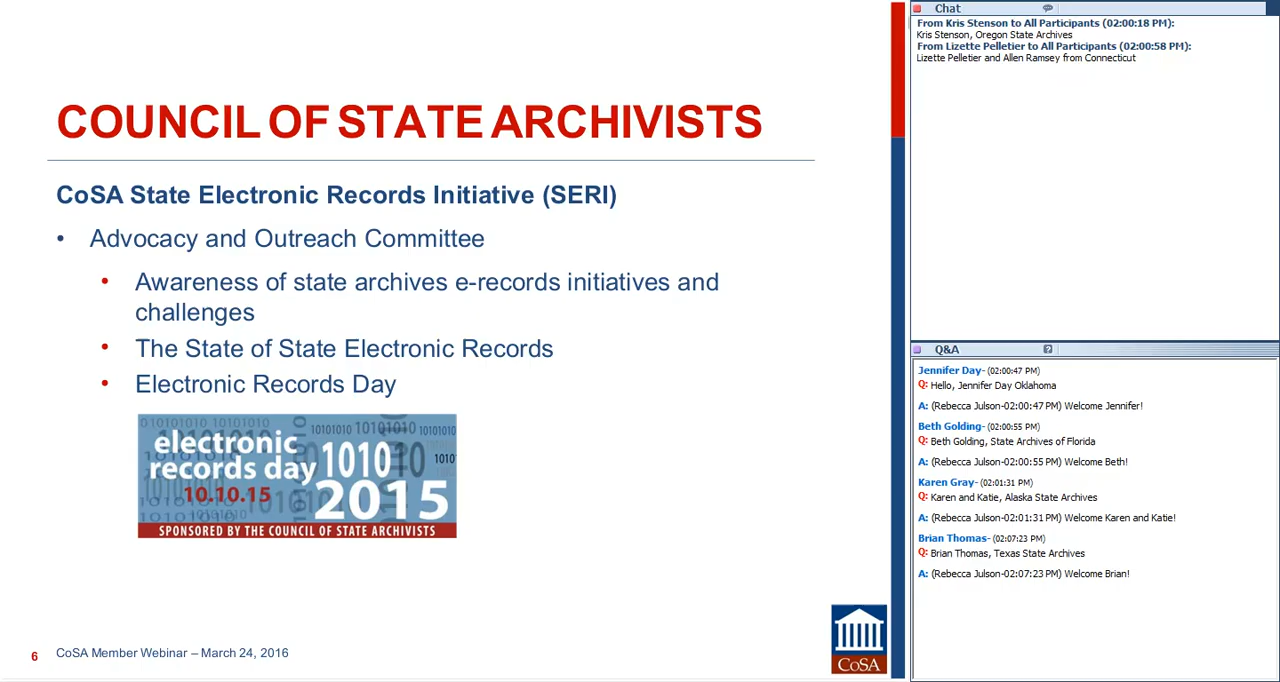 COUNCIL OF STATE ARCHIVISTS
CoSA State Electronic Records Initiative (SERI)
• Advocacy and Outreach Committee
• Awareness of state archives e-records initiatives and
challenges
• The State of State Electronic Records
• Electronic Records Day
electronic
records day 1010
10.10.15
2015
SPONSORED BY THE COUNCIL OF STATE ARCHIVISTS
6
CoSA Member Webinar – March 24, 2016
CoSA
Chat
From Kris Stenson to All Participants (02:00:18 PM):
Kris Stenson, Oregon State Archives
From Lizette Pelletier to All Participants (02:00:58 PM):
Lizette Pelletier and Allen Ramsey from Connecticut
Q&A
Jennifer Day- (02:00:47 PM)
Q: Hello, Jennifer Day Oklahoma
A: (Rebecca Julson-02:00:47 PM) Welcome Jennifer!
Beth Golding- (02:00:55 PM)
Q: Beth Golding, State Archives of Florida
A: (Rebecca Julson-02:00:55 PM) Welcome Beth!
Karen Gray- (02:01:31 PM)
Q: Karen and Katie, Alaska State Archives
A: (Rebecca Julson-02:01:31 PM) Welcome Karen and Katie!
Brian Thomas- (02:07:23 PM)
Q: Brian Thomas, Texas State Archives
A: (Rebecca Julson-02:07:23 PM) Welcome Brian!